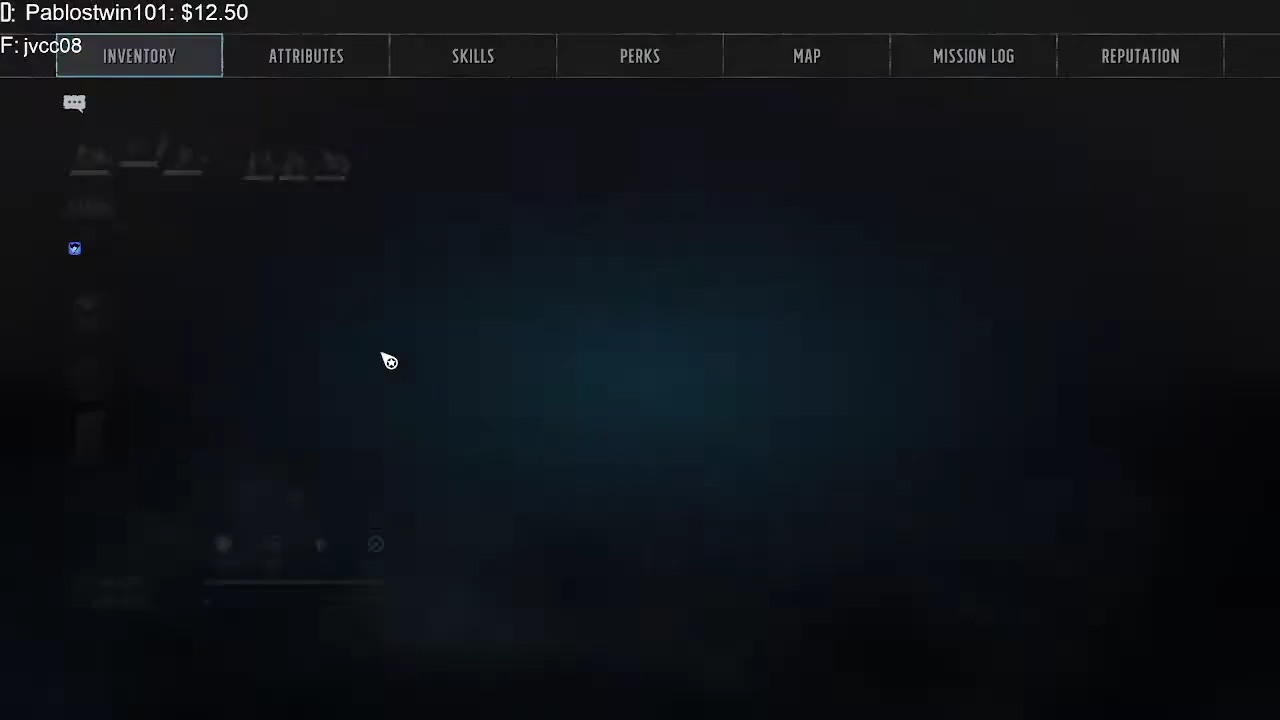 D: Pablostwin101: $12.50
F: jvcc08
INVENTORY
ATTRIBUTES
SKILLS
PERKS
MAP
MISSION LOG
REPUTATION